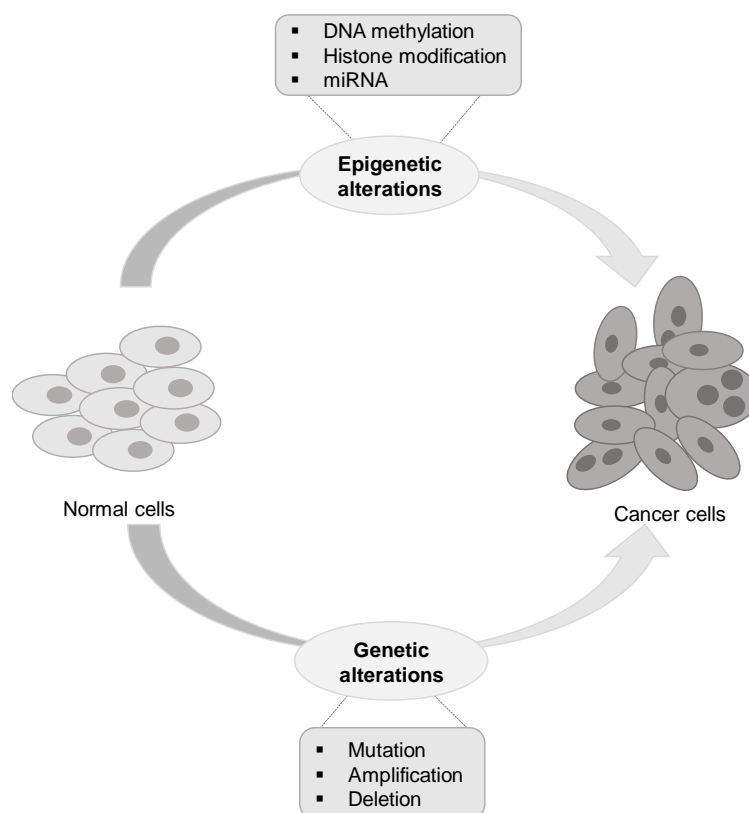 ▪ DNA methylation
▪ Histone modification
▪ miRNA
Epigenetic
alterations
Normal cells
Cancer cells
Genetic
alterations
▪ Mutation
▪ Amplification
▪ Deletion